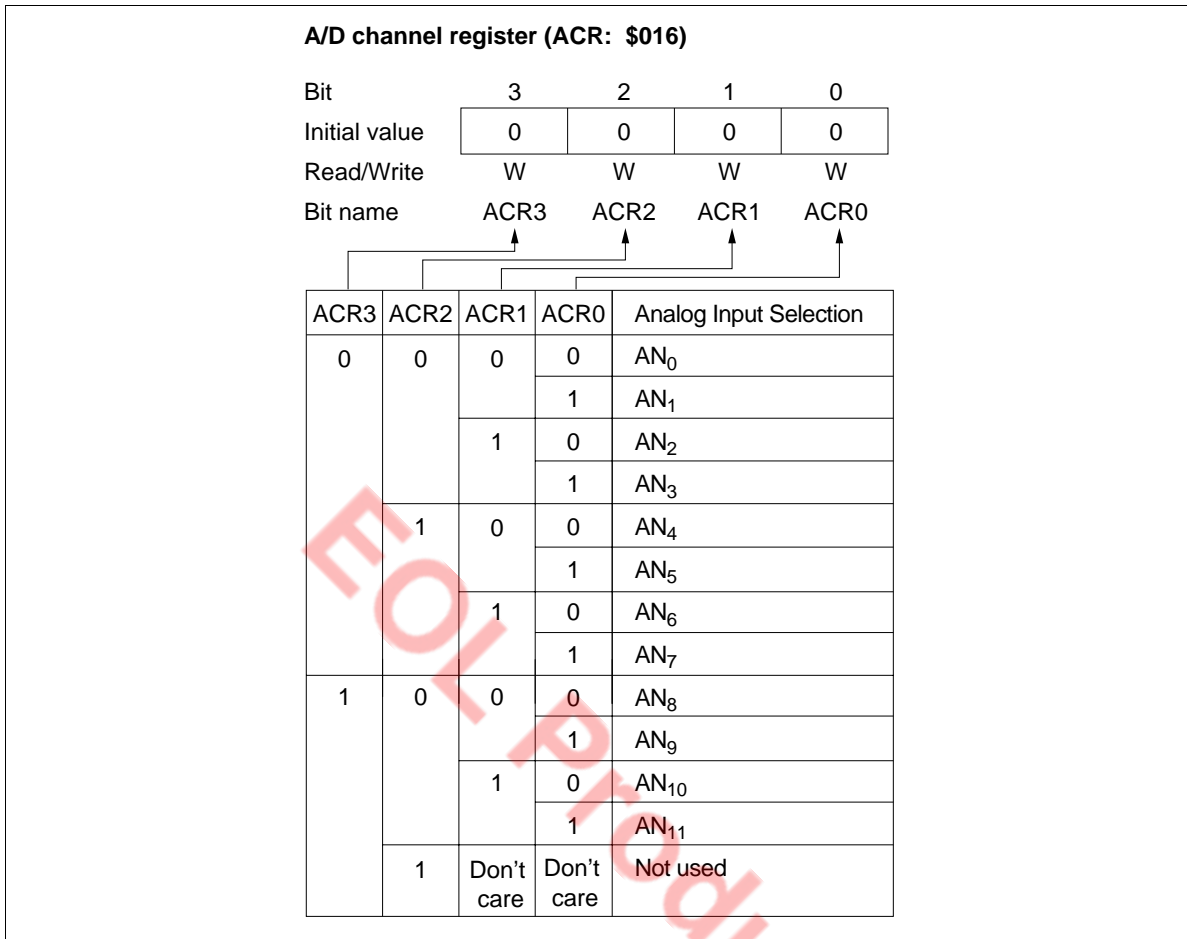 A/D channel register (ACR: $016)
Bit 3 2 1 0
Initial value 0 0 0 0
Read/Write W W W W
Bit name ACR3 ACR2 ACR1 ACR0
ACR3 ACR2 ACR1 ACR0 Analog Input Selection
0 0 0 0 AN0
1 AN1
1 0 AN2
1 AN3
1 0 0 AN4
1 AN5
1 0 AN6
1 AN7
1 0 0 0 AN8
1 AN9
1 0 AN10
1 AN11
1 Don't care Don't care Not used
EOL Produ